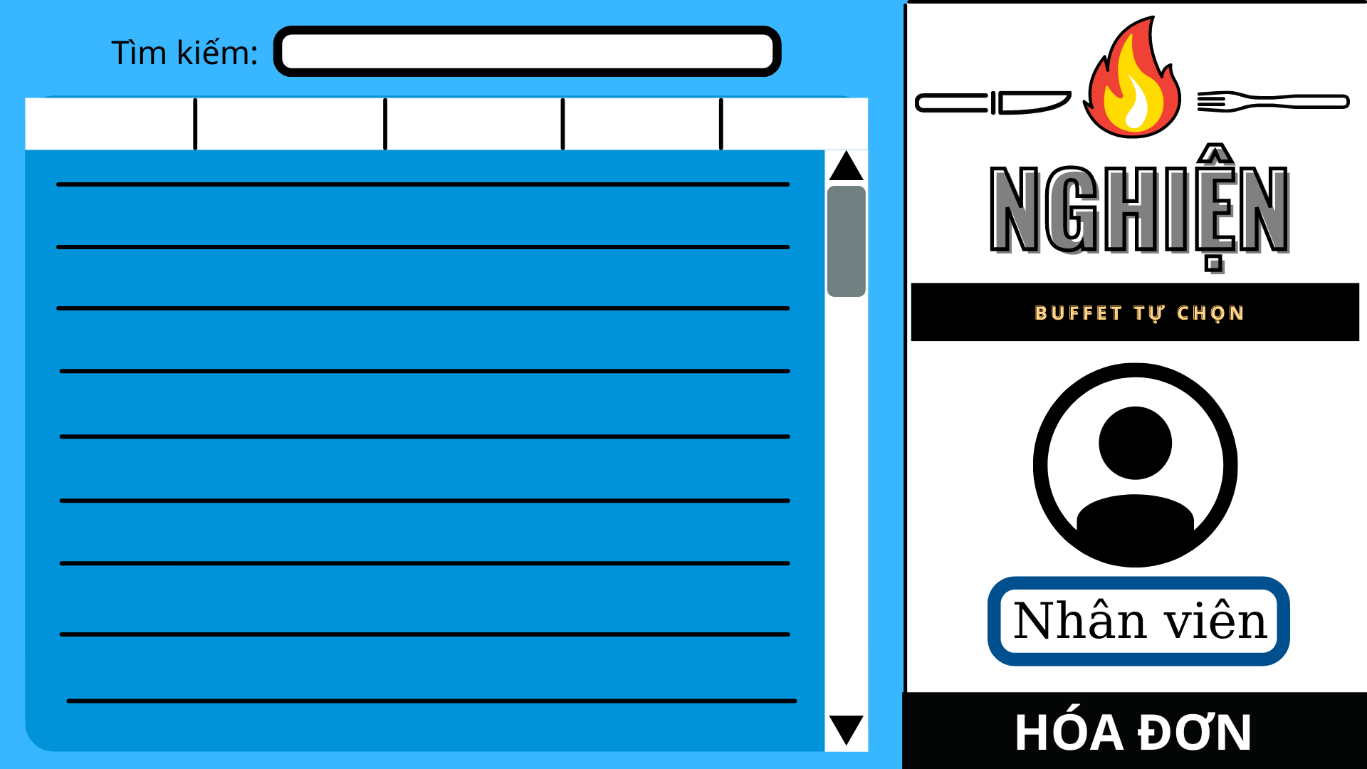 Tìm kiếm:
NGHIỆN
BUFFET TỰ CHỌN
Nhân viên
HÓA ĐƠN